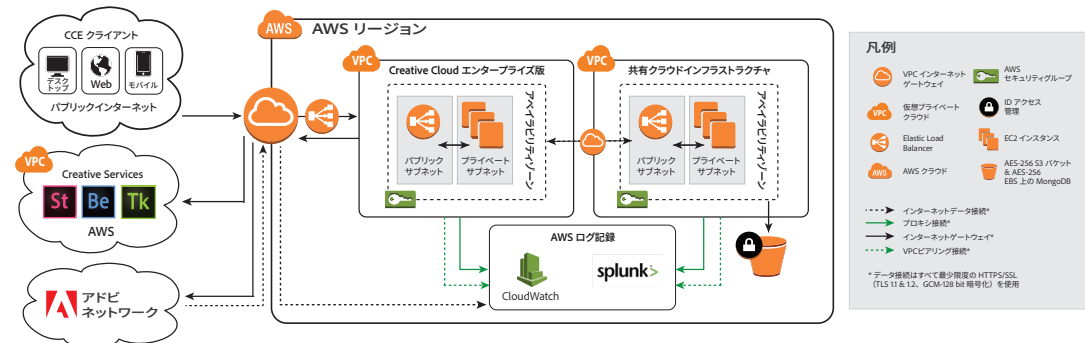 CCE クライアント
デスク
トップ
Web
モバイル
パブリックインターネット
VPC
Creative Services
St
Be
Tk
AWS
アドビ
ネットワーク
AWS
AWS リージョン
VPC
Creative Cloud エンタープライズ版
パブリック
サブネット
プライベート
サブネット
アベイラビリティゾーン
VPC
共有クラウドインフラストラクチャ
パブリック
サブネット
プライベート
サブネット
アベイラビリティゾーン
AWS ログ記録
CloudWatch
splunk>
凡例
VPC インターネット
ゲートウェイ
AWS
セキュリティグループ
VPC
仮想プライベート
クラウド
ID アクセス
管理
Elastic Load
Balancer
EC2 インスタンス
AWS
AWS クラウド
AES-256 S3 バケット
& AES-256
EBS 上の MongoDB
インターネットデータ接続*
プロキシ接続*
インターネットゲートウェイ*
VPCピアリング接続*
* データ接続はすべて最少限度の HTTPS/SSL
（TLS 1.1 & 1.2、GCM-128 bit 暗号化）を使用